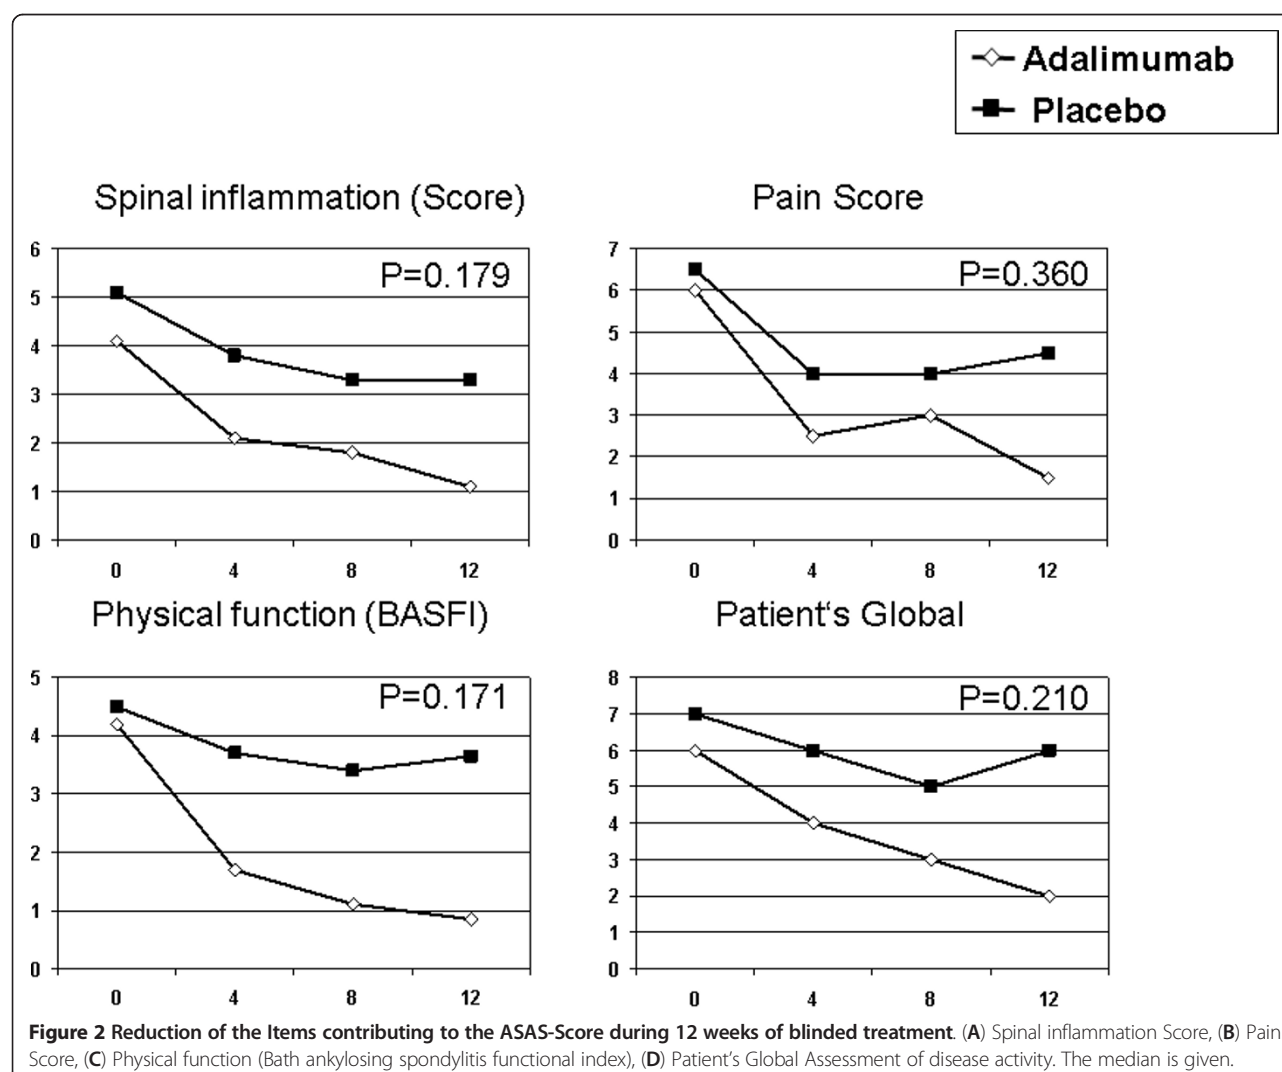 Adalimumab
Placebo
Spinal inflammation (Score)
6
5
4
3
2
1
0
P=0.179
0 4 8 12
Pain Score
7
6
5
4
3
2
1
0
P=0.360
0 4 8 12
Physical function (BASFI)
5
4
3
2
1
0
P=0.171
0 4 8 12
Patient‘s Global
8
7
6
5
4
3
2
1
0
P=0.210
0 4 8 12
Figure 2 Reduction of the Items contributing to the ASAS-Score during 12 weeks of blinded treatment. (A) Spinal inflammation Score, (B) Pain
Score, (C) Physical function (Bath ankylosing spondylitis functional index), (D) Patient’s Global Assessment of disease activity. The median is given.